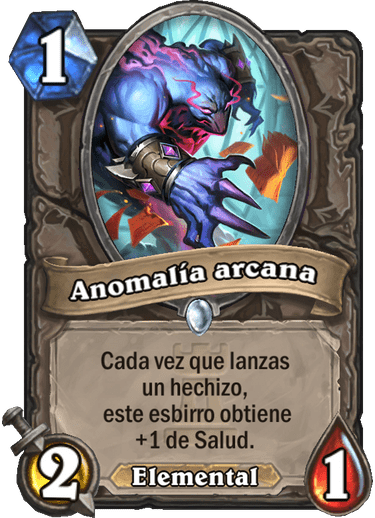 1
Anomalía arcana
Cada vez que lanzas
un hechizo,
este esbirro obtiene
+1 de Salud.
2
Elemental
1